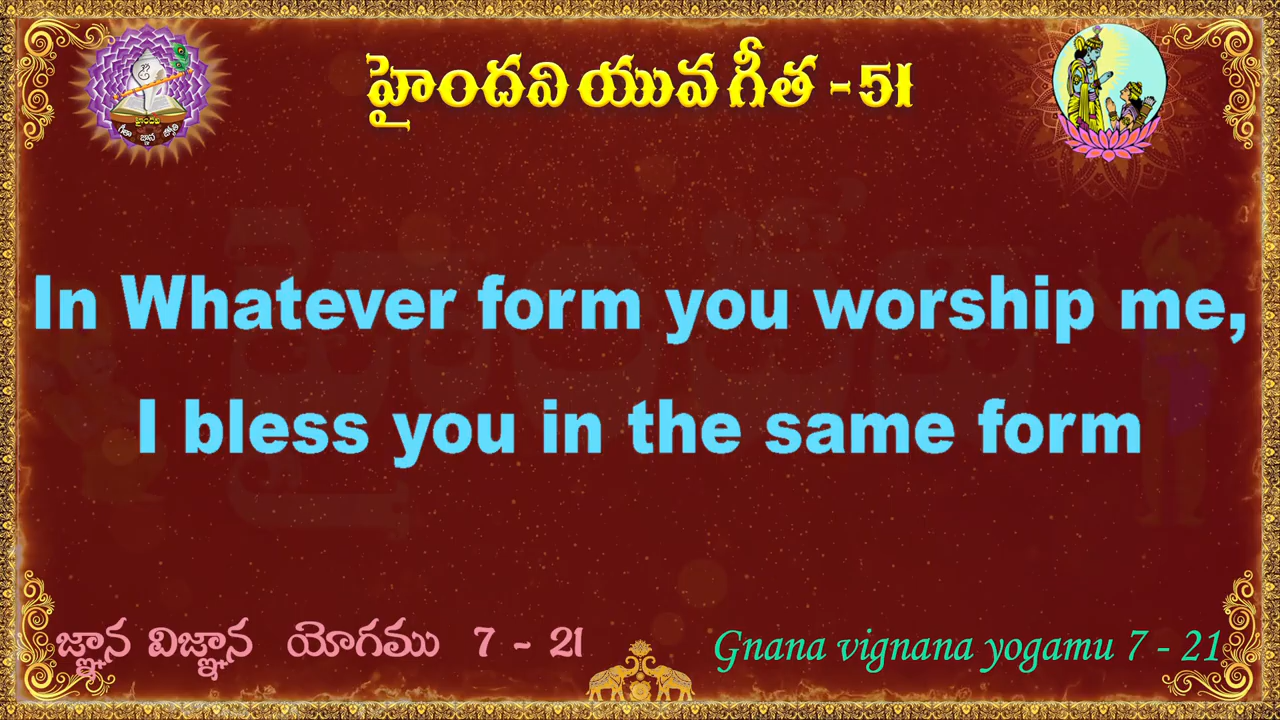 హైందవి యువ గీత - 51
హైందవి
గీతా జ్ఞాన జ్యోతి
In Whatever form you worship me,
I bless you in the same form
జ్ఞాన విజ్ఞాన యోగము 7 - 21
Gnana vignana yogamu 7 - 21